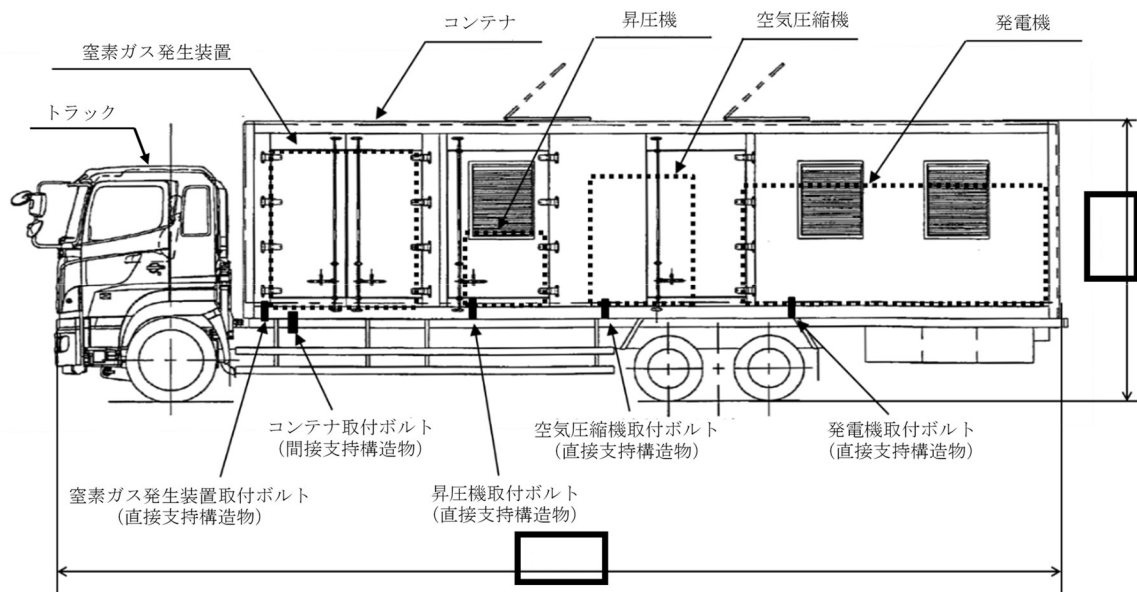 コンテナ
昇圧機
空気圧縮機
発電機
窒素ガス発生装置
トラック
コンテナ取付ボルト
（間接支持構造物）
空気圧縮機取付ボルト
（直接支持構造物）
発電機取付ボルト
（直接支持構造物）
窒素ガス発生装置取付ボルト
（直接支持構造物）
昇圧機取付ボルト
（直接支持構造物）